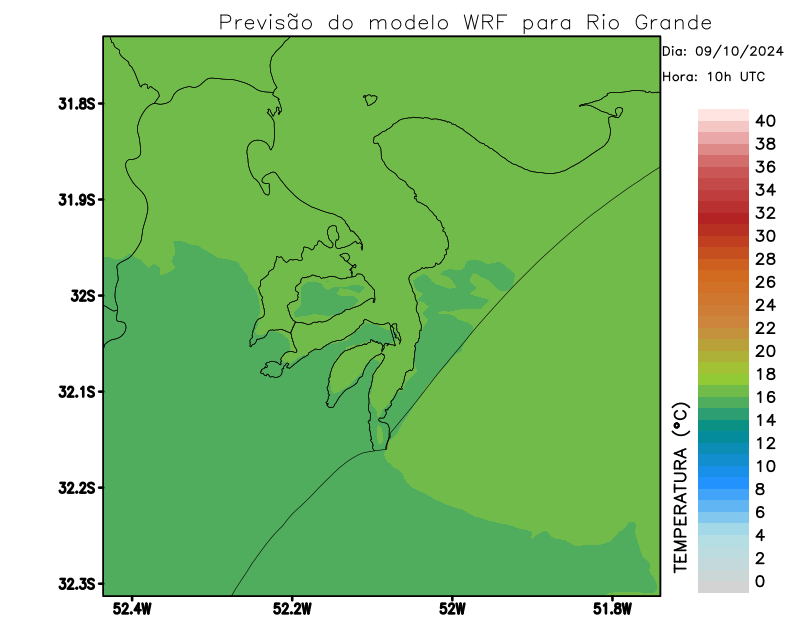 Previsão do modelo WRF para Rio Grande
Dia: 09/10/2024
Hora: 10h UTC
31.8S
31.9S
32S
32.1S
32.2S
32.3S
52.4W
52.2W
52W
51.8W
TEMPERATURA (°C)
40
38
36
34
32
30
28
26
24
22
20
18
16
14
12
10
8
6
4
2
0